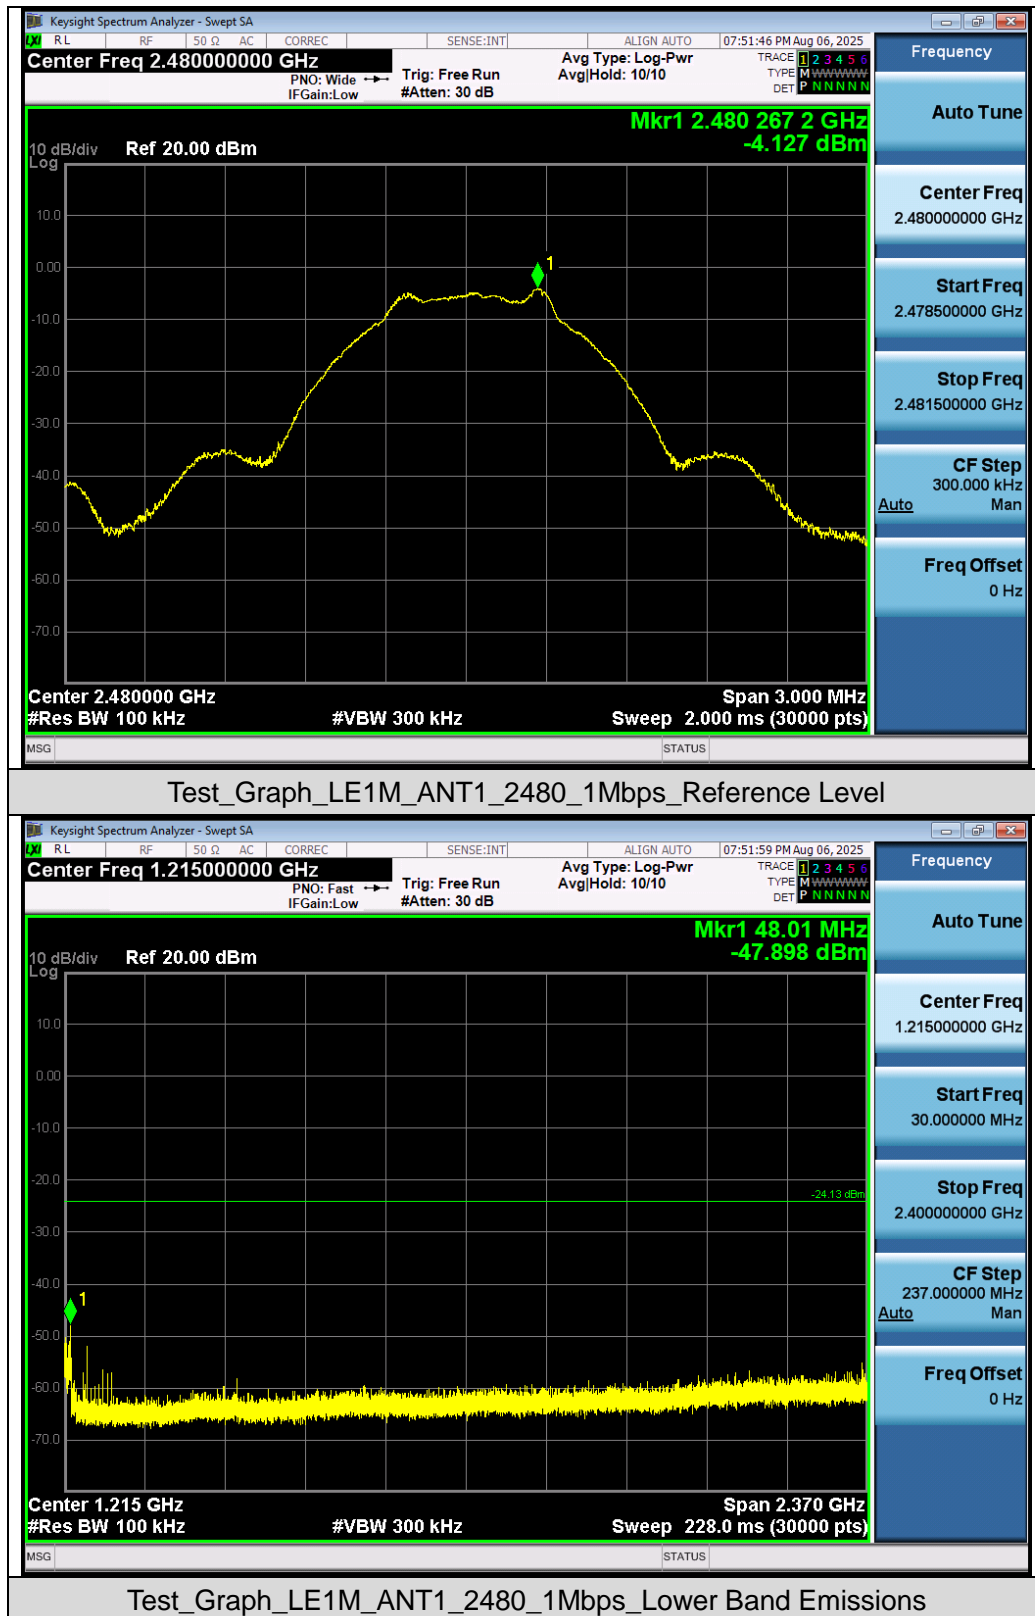 Keysight Spectrum Analyzer - Swept SA
LXI RL RF 50 Ω AC CORREC SENSE:INT ALIGN AUTO 07:51:46 PM Aug 06, 2025
Center Freq 2.480000000 GHz
PNO: Wide
IFGain:Low
Trig: Free Run
#Atten: 30 dB
Avg Type: Log-Pwr
Avg|Hold: 10/10
TRACE 1 2 3 4 5 6
TYPE M WWWWW
DET P N N N N N
Mkr1 2.480 267 2 GHz
-4.127 dBm
10 dB/div Ref 20.00 dBm
Log
10.0
0.00
-10.0
-20.0
-30.0
-40.0
-50.0
-60.0
-70.0
1
Center 2.480000 GHz Span 3.000 MHz
#Res BW 100 kHz #VBW 300 kHz Sweep 2.000 ms (30000 pts)
MSG STATUS
Frequency
Auto Tune
Center Freq
2.480000000 GHz
Start Freq
2.478500000 GHz
Stop Freq
2.481500000 GHz
CF Step
300.000 kHz
Auto Man
Freq Offset
0 Hz
Test_Graph_LE1M_ANT1_2480_1Mbps_Reference Level
Keysight Spectrum Analyzer - Swept SA
LXI RL RF 50 Ω AC CORREC SENSE:INT ALIGN AUTO 07:51:59 PM Aug 06, 2025
Center Freq 1.215000000 GHz
PNO: Fast
IFGain:Low
Trig: Free Run
#Atten: 30 dB
Avg Type: Log-Pwr
Avg|Hold: 10/10
TRACE 1 2 3 4 5 6
TYPE M WWWWW
DET P N N N N N
Mkr1 48.01 MHz
-47.898 dBm
10 dB/div Ref 20.00 dBm
Log
10.0
0.00
-10.0
-20.0
-24.13 dBm
-30.0
-40.0
-50.0
-60.0
-70.0
1
Center 1.215 GHz Span 2.370 GHz
#Res BW 100 kHz #VBW 300 kHz Sweep 228.0 ms (30000 pts)
MSG STATUS
Frequency
Auto Tune
Center Freq
1.215000000 GHz
Start Freq
30.000000 MHz
Stop Freq
2.400000000 GHz
CF Step
237.000000 MHz
Auto Man
Freq Offset
0 Hz
Test_Graph_LE1M_ANT1_2480_1Mbps_Lower Band Emissions